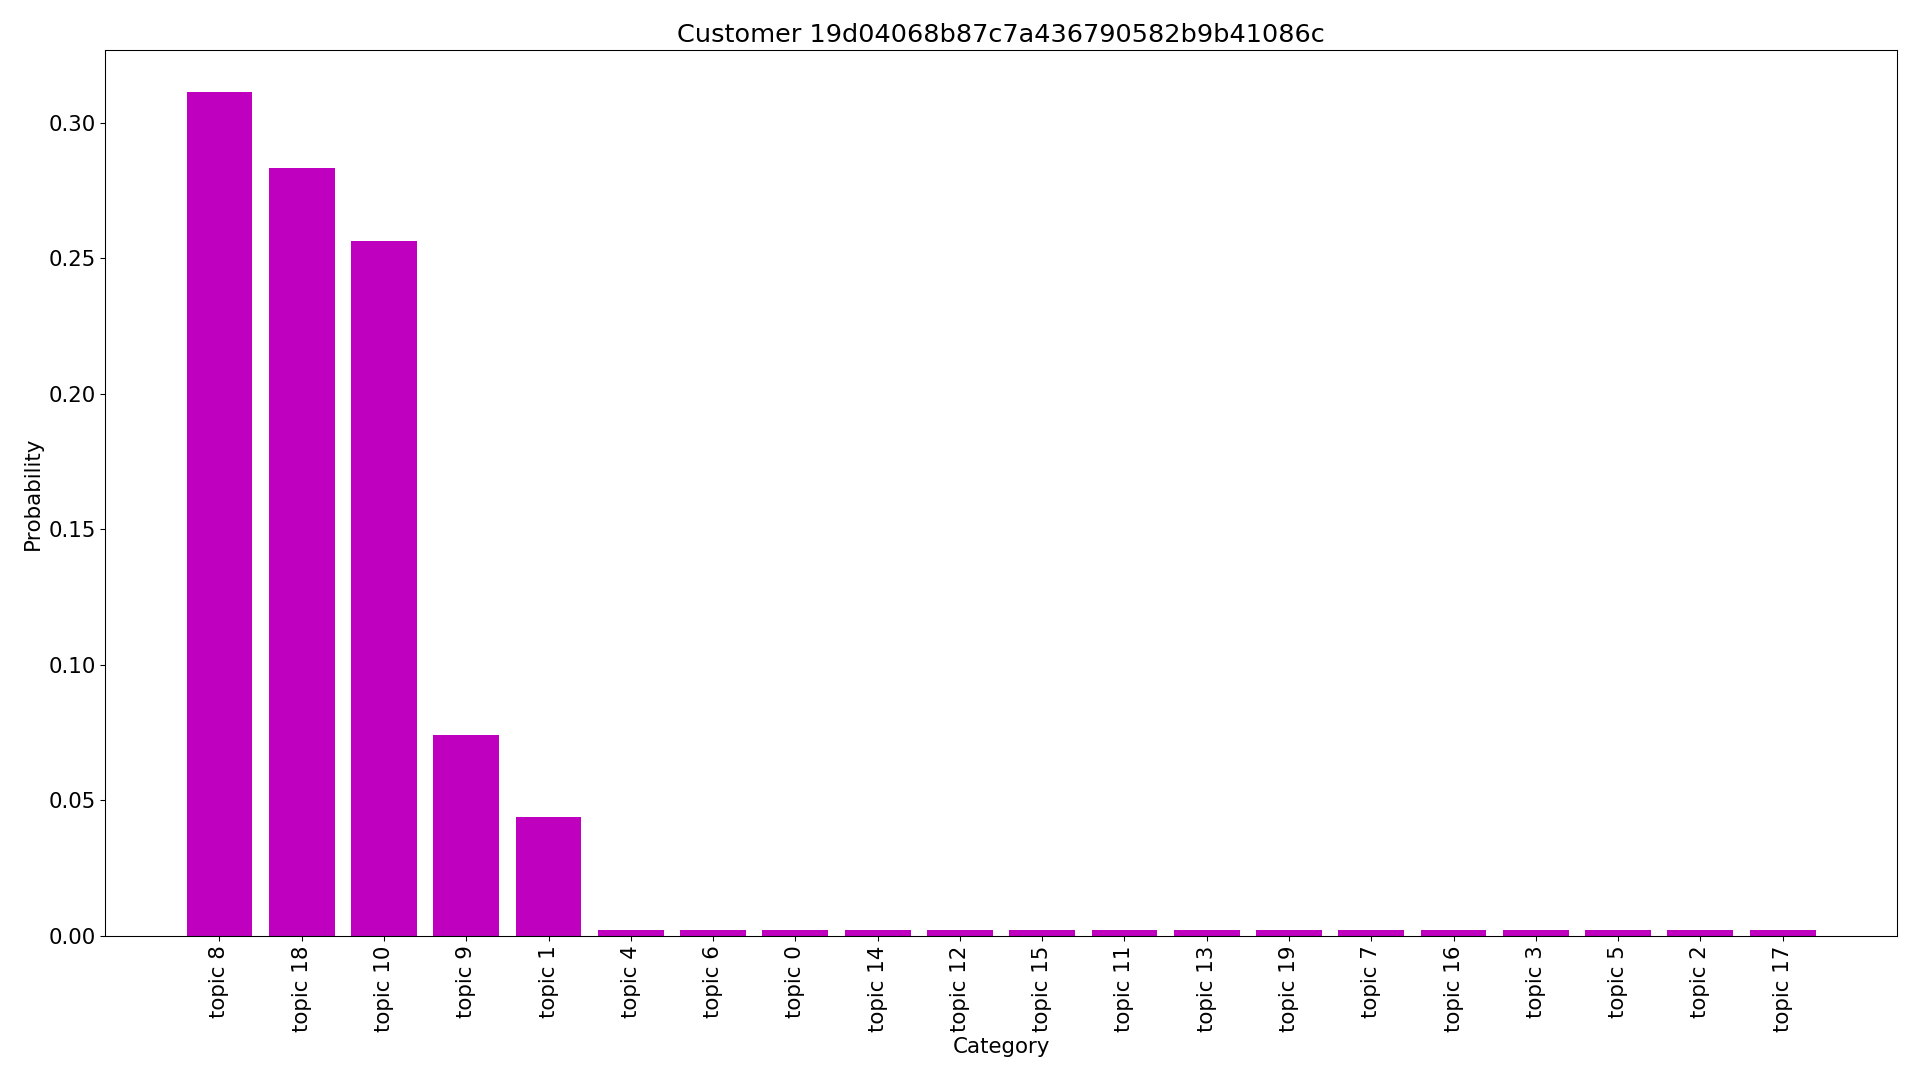 Customer 19d04068b87c7a436790582b9b41086c
Probability
0.30
0.25
0.20
0.15
0.10
0.05
0.00
topic 8
topic 18
topic 10
topic 9
topic 1
topic 4
topic 6
topic 0
topic 14
topic 12
topic 15
topic 11
topic 13
topic 19
topic 7
topic 16
topic 3
topic 5
topic 2
topic 17
Category